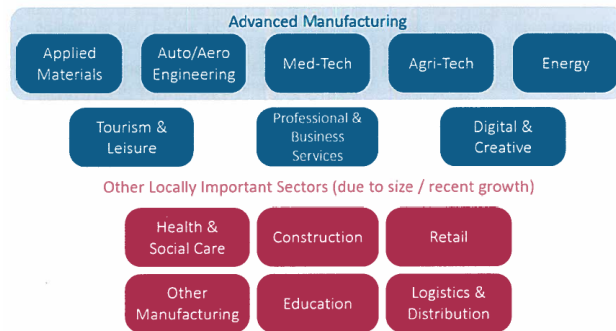 Advanced Manufacturing
Applied
Materials
Auto/Aero
Engineering
Med-Tech
Agri-Tech
Energy
Tourism &
Leisure
Professional &
Business
Services
Digital &
Creative
Other Locally Important Sectors (due to size / recent growth)
Health &
Social Care
Construction
Retail
Other
Manufacturing
Education
Logistics &
Distribution